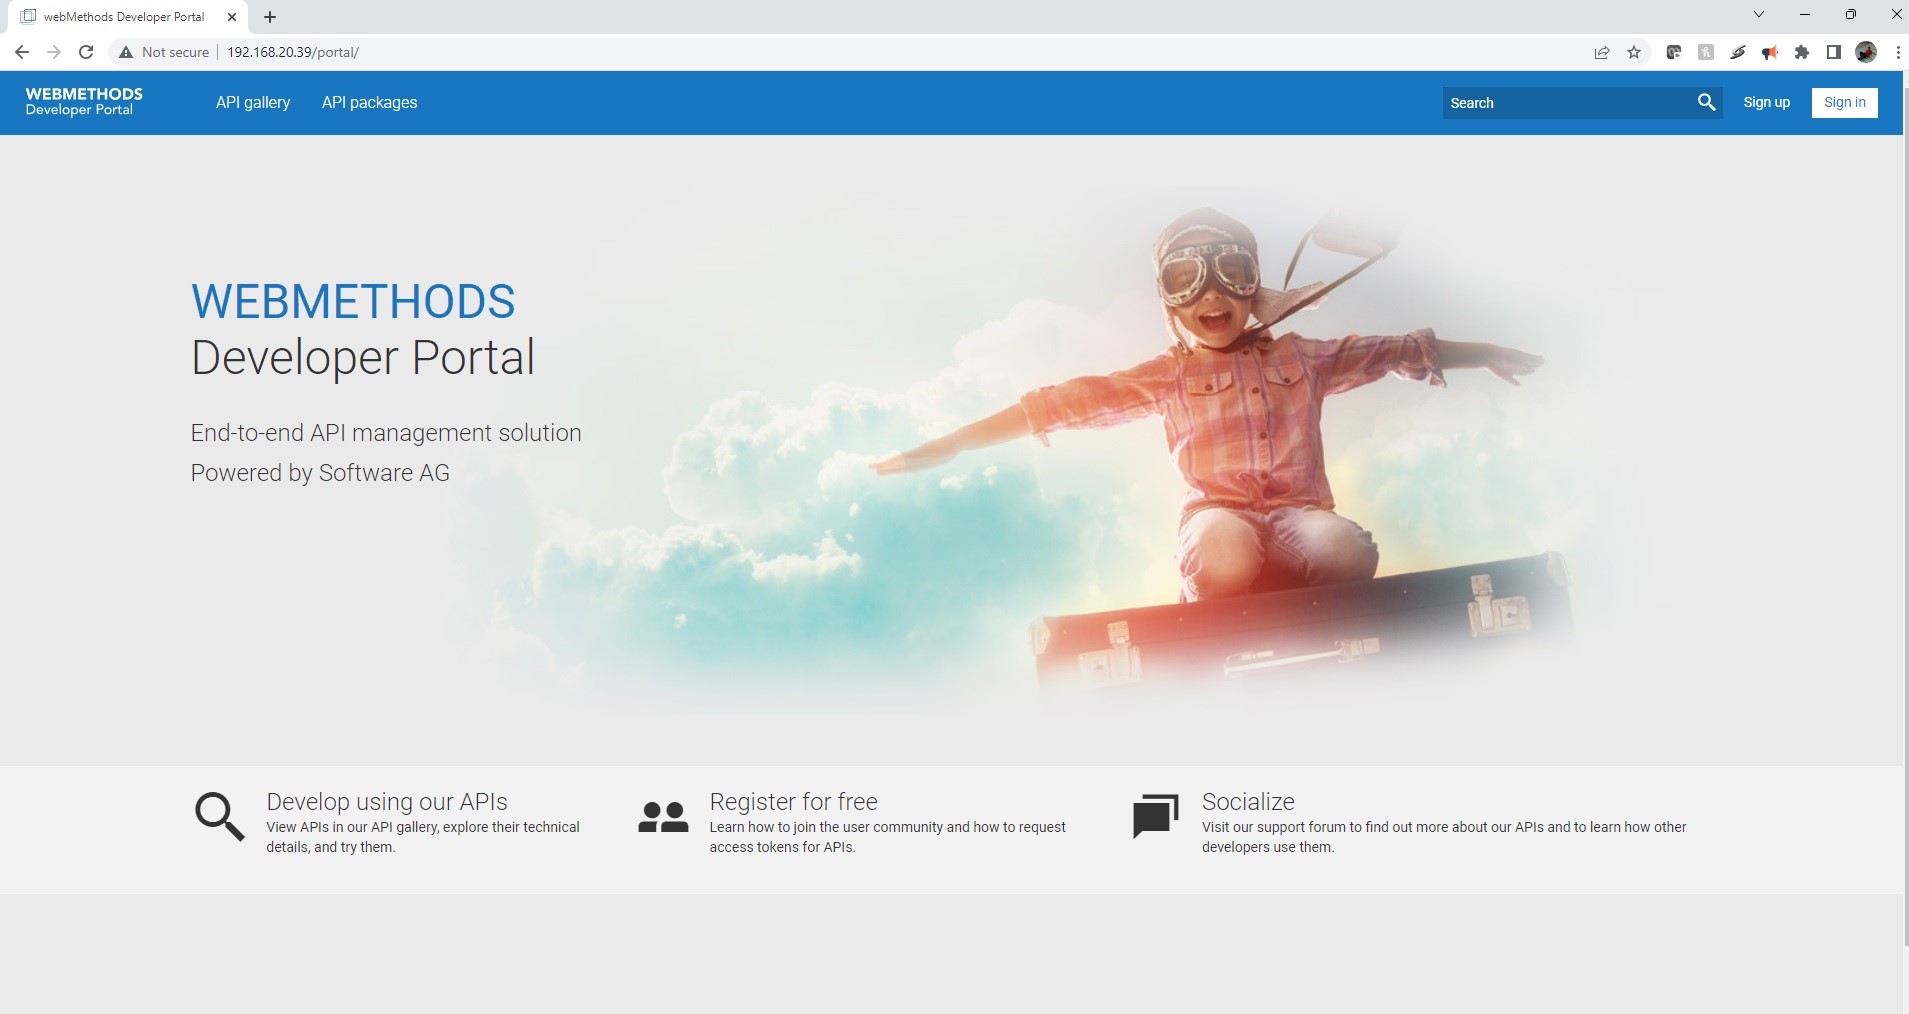 webMethods Developer Portal
Not secure
192.168.20.39/portal/
WEBMETHODS
Developer Portal
API gallery
API packages
Search
Sign up
Sign in
WEBMETHODS
Developer Portal
End-to-end API management solution
Powered by Software AG
Develop using our APIs
View APIs in our API gallery, explore their technical
details, and try them.
Register for free
Learn how to join the user community and how to request
access tokens for APIs.
Socialize
Visit our support forum to find out more about our APIs and to learn how other
developers use them.